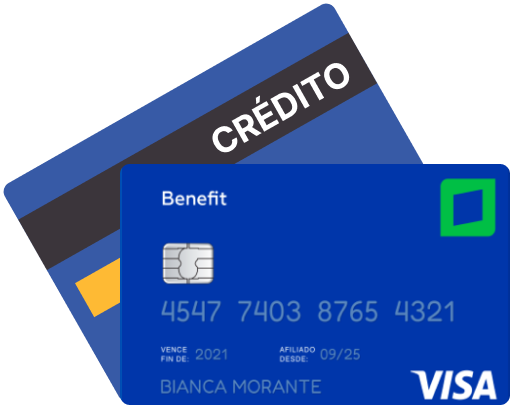 CRÉDITO
Benefit
4547 7403 8765 4321
VENCE FIN DE: 2021 AFILIADO DESDE: 09/25
BIANCA MORANTE
VISA